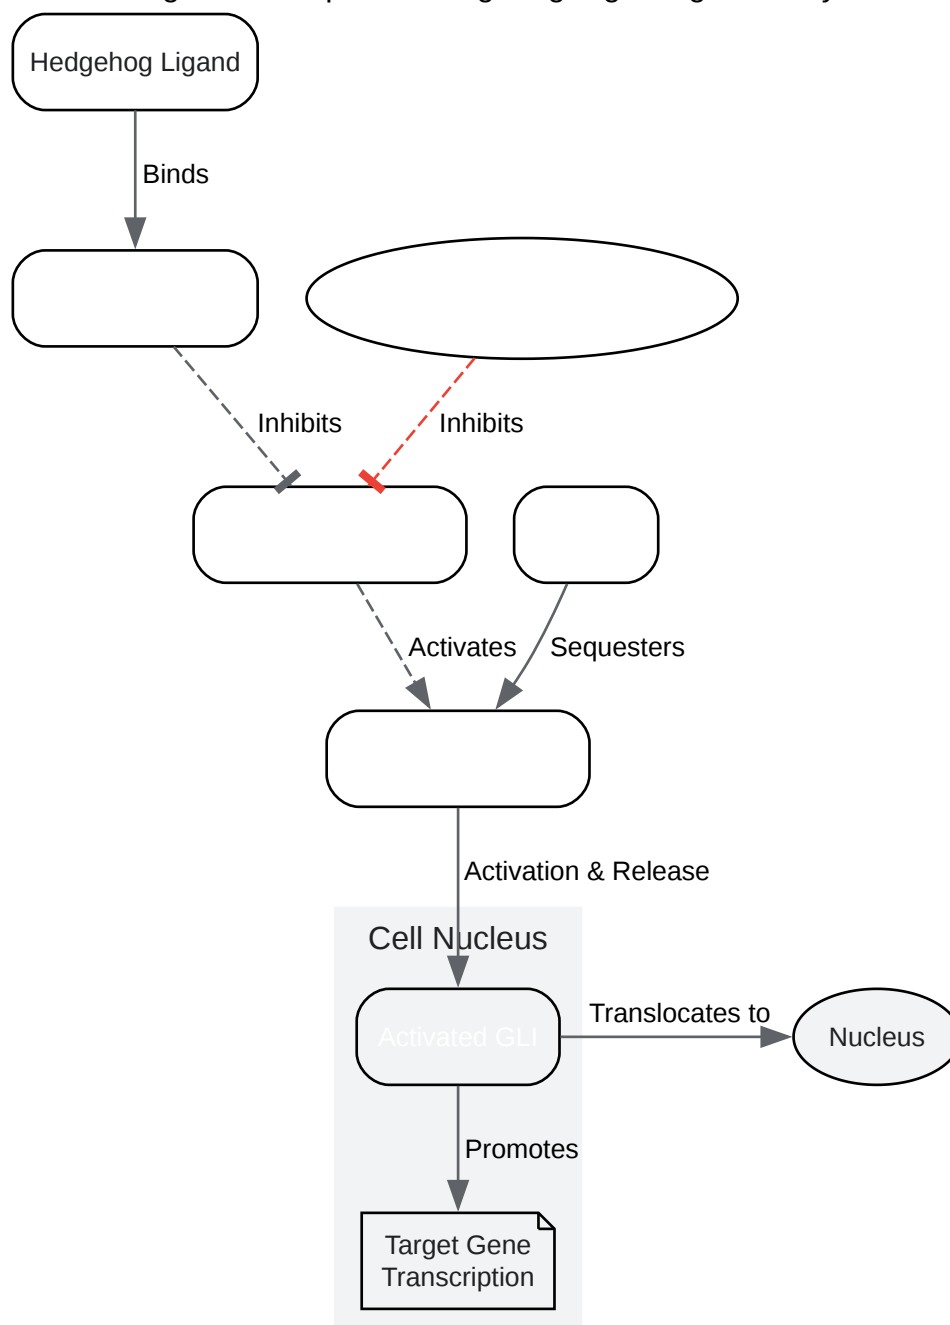 Hedgehog Ligand
Binds
Inhibits
Inhibits
Activates
Sequesters
Activation & Release
Cell Nucleus
Activated GLI
Translocates to
Nucleus
Promotes
Target Gene
Transcription